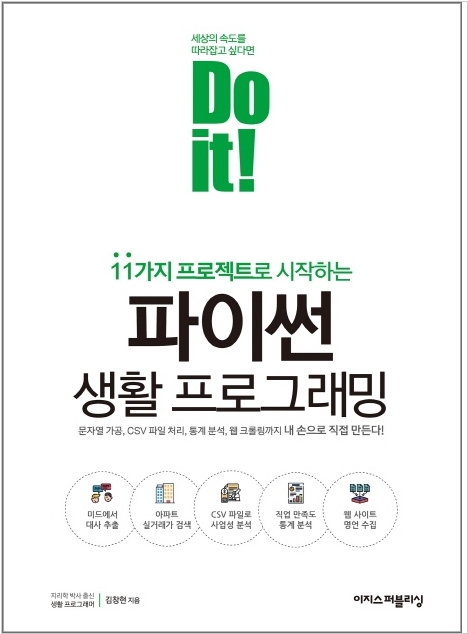 세상의 속도를
따라잡고 싶다면
Do
it!
11가지 프로젝트로 시작하는
파이썬
생활 프로그래밍
문자열 가공, CSV 파일 처리, 통계 분석, 웹 크롤링까지 내 손으로 직접 만든다!
미드에서
대사 추출
아파트
실거래가 검색
CSV 파일로
사업성 분석
직업 만족도
통계 분석
웹 사이트
명언 수집
지리학 박사 출신
생활 프로그래머
김창현 지음
이지스 퍼블리싱